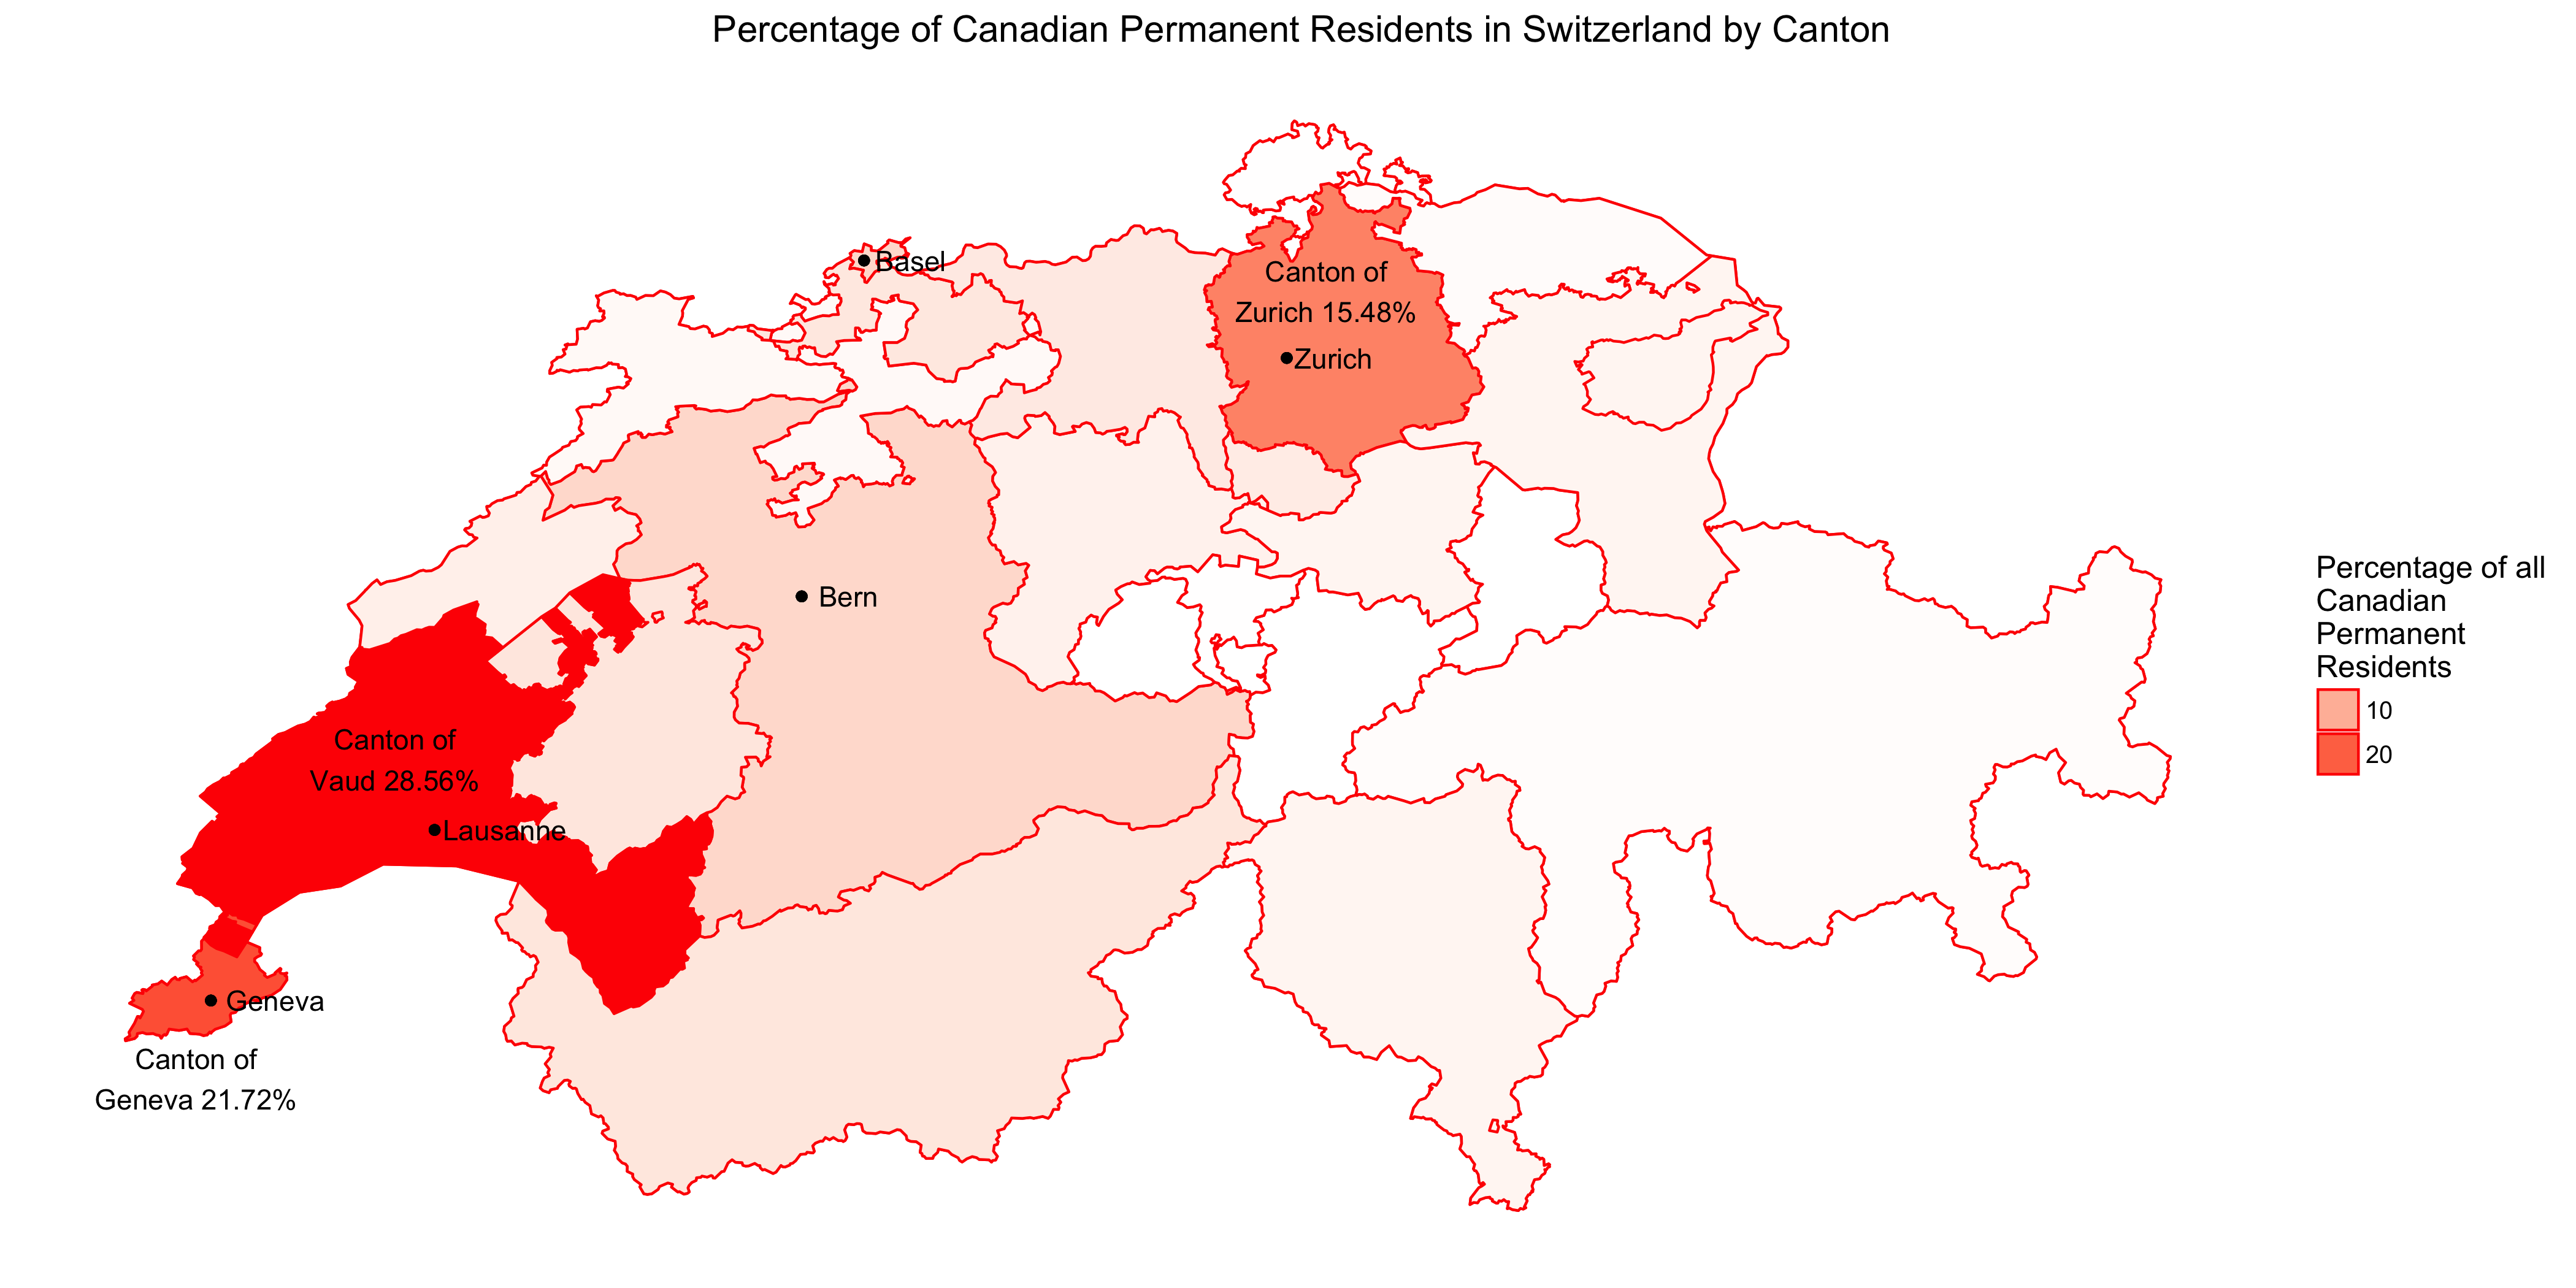 Percentage of Canadian Permanent Residents in Switzerland by Canton
Basel
Canton of
Zurich 15.48%
Zurich
Bern
Canton of
Vaud 28.56%
Lausanne
Geneva
Canton of
Geneva 21.72%
Percentage of all
Canadian
Permanent
Residents
10
20